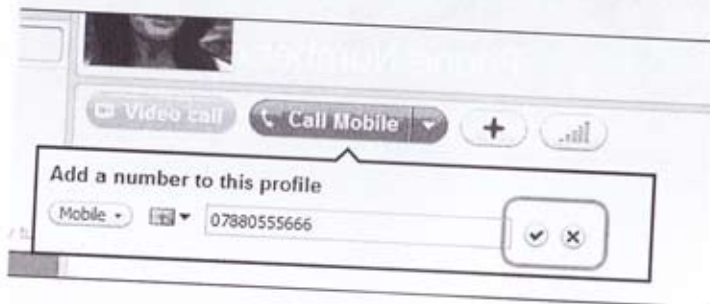 Video call
Call Mobile
Add a number to this profile
Mobile
07880555666